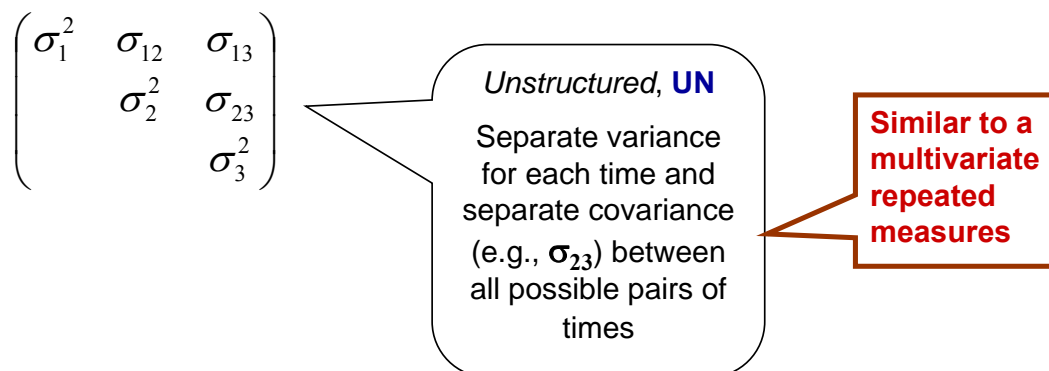 σ₁² σ₁₂ σ₁₃
σ₂² σ₂₃
σ₃²
Unstructured, UN
Separate variance
for each time and
separate covariance
(e.g., σ₂₃) between
all possible pairs of
times
Similar to a
multivariate
repeated
measures